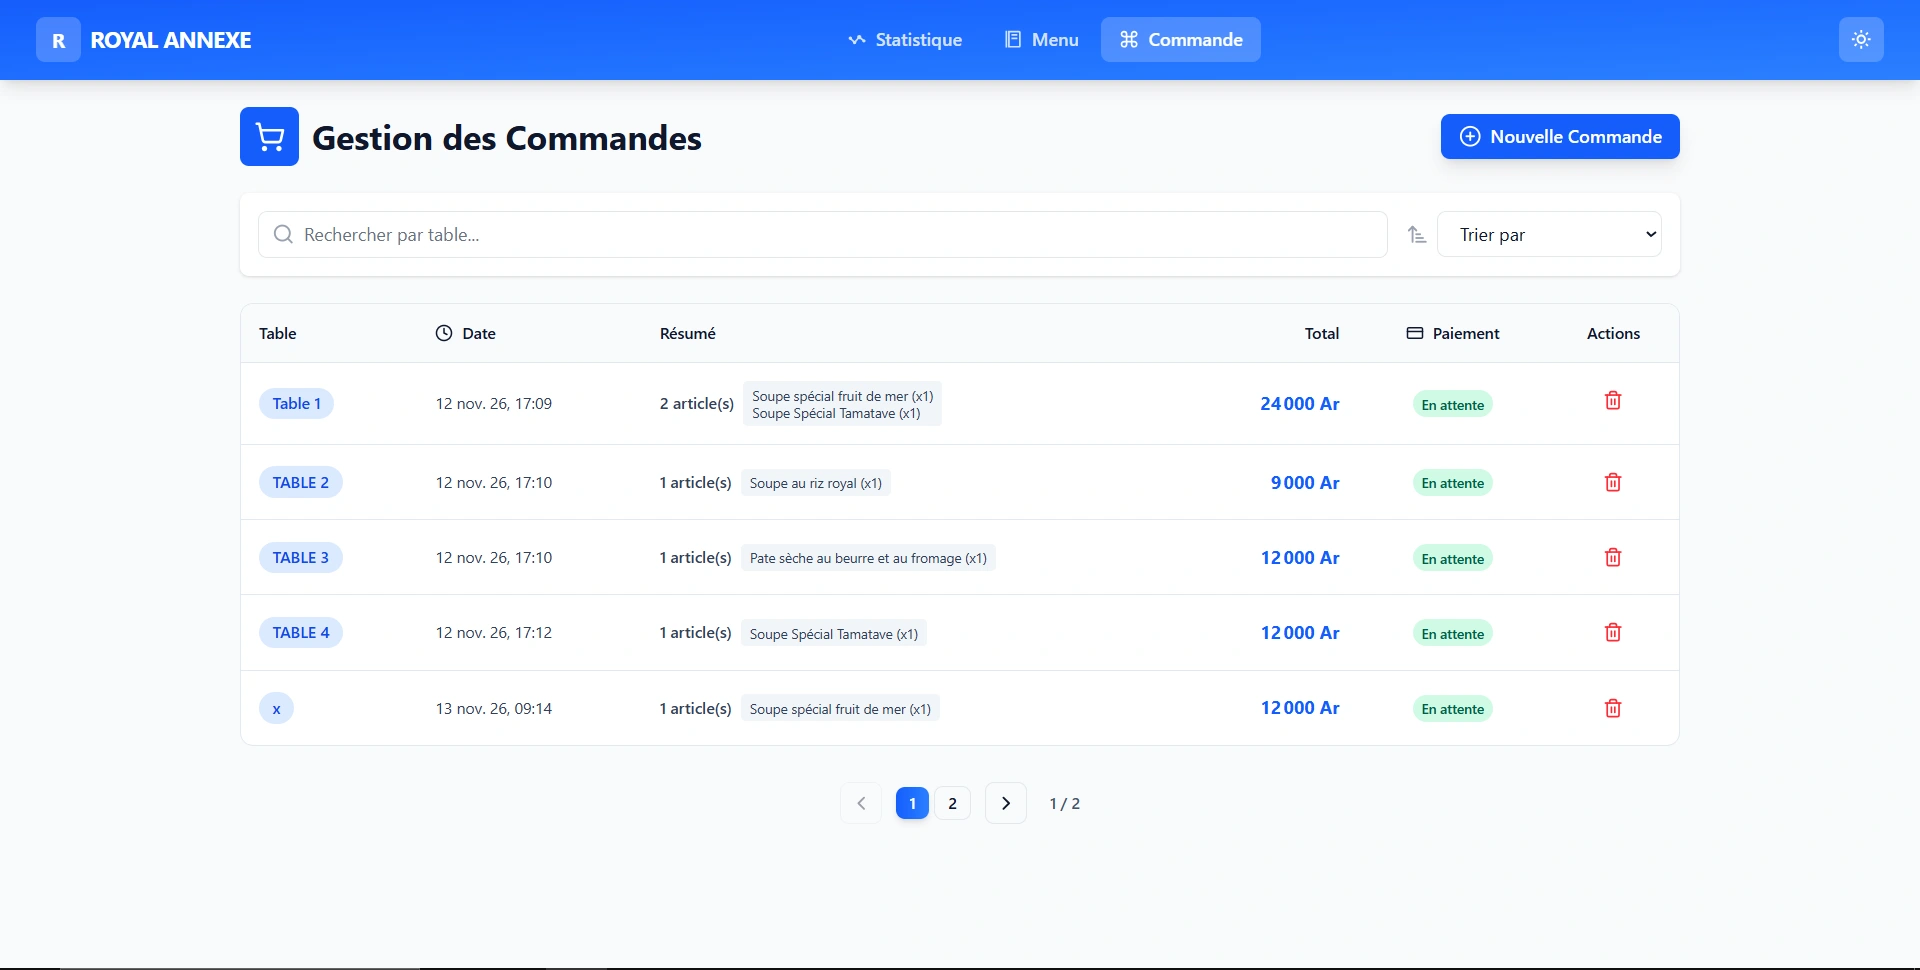 R ROYAL ANNEXE Statistique Menu Commande
Gestion des Commandes Nouvelle Commande
Rechercher par table... Trier par
Table Date Résumé Total Paiement Actions
Table 1 12 nov. 26, 17:09 2 article(s) Soupe spécial fruit de mer (x1) 24 000 Ar En attente
Soupe Spécial Tamatave (x1)
TABLE 2 12 nov. 26, 17:10 1 article(s) Soupe au riz royal (x1) 9 000 Ar En attente
TABLE 3 12 nov. 26, 17:10 1 article(s) Pate sèche au beurre et au fromage (x1) 12 000 Ar En attente
TABLE 4 12 nov. 26, 17:12 1 article(s) Soupe Spécial Tamatave (x1) 12 000 Ar En attente
x 13 nov. 26, 09:14 1 article(s) Soupe spécial fruit de mer (x1) 12 000 Ar En attente
1 2 1 / 2